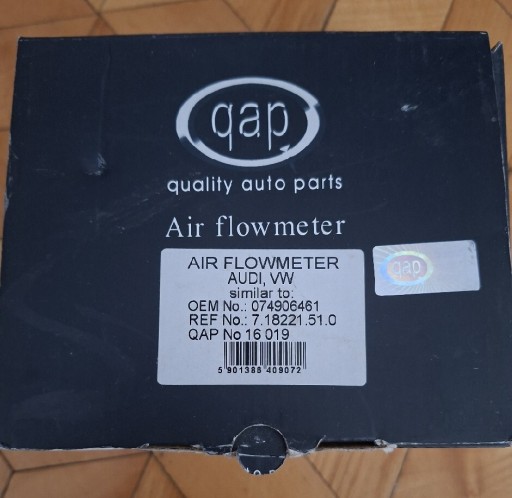 qap
quality auto parts
Air flowmeter
AIR FLOWMETER
AUDI, VW
similar to:
OEM No.: 074906461
REF No.: 7.18221.51.0
QAP No 16 019
5 901386 409072
qap